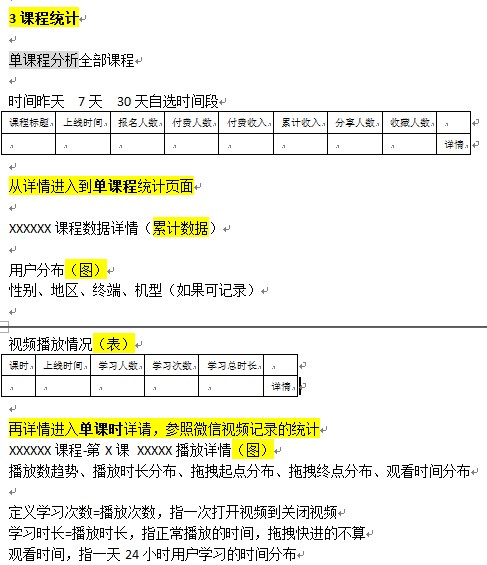 3 课程统计
单课程分析全部课程
时间昨天 7 天 30 天自选时间段
课程标题 上线时间 报名人数 付费人数 付费收入 累计收入 分享人数 收藏人数
详情
从详情进入到单课程统计页面
XXXXXX 课程数据详情（累计数据）
用户分布（图）
性别、地区、终端、机型（如果可记录）
视频播放情况（表）
课时 上线时间 学习人数 学习次数 学习总时长
详情
再详情进入单课时详请，参照微信视频记录的统计
XXXXXX 课程-第 X 课 XXXXX 播放详情（图）
播放数趋势、播放时长分布、拖拽起点分布、拖拽终点分布、观看时间分布
定义学习次数=播放次数，指一次打开视频到关闭视频
学习时长=播放时长，指正常播放的时间，拖拽快进的不算
观看时间，指一天 24 小时用户学习的时间分布